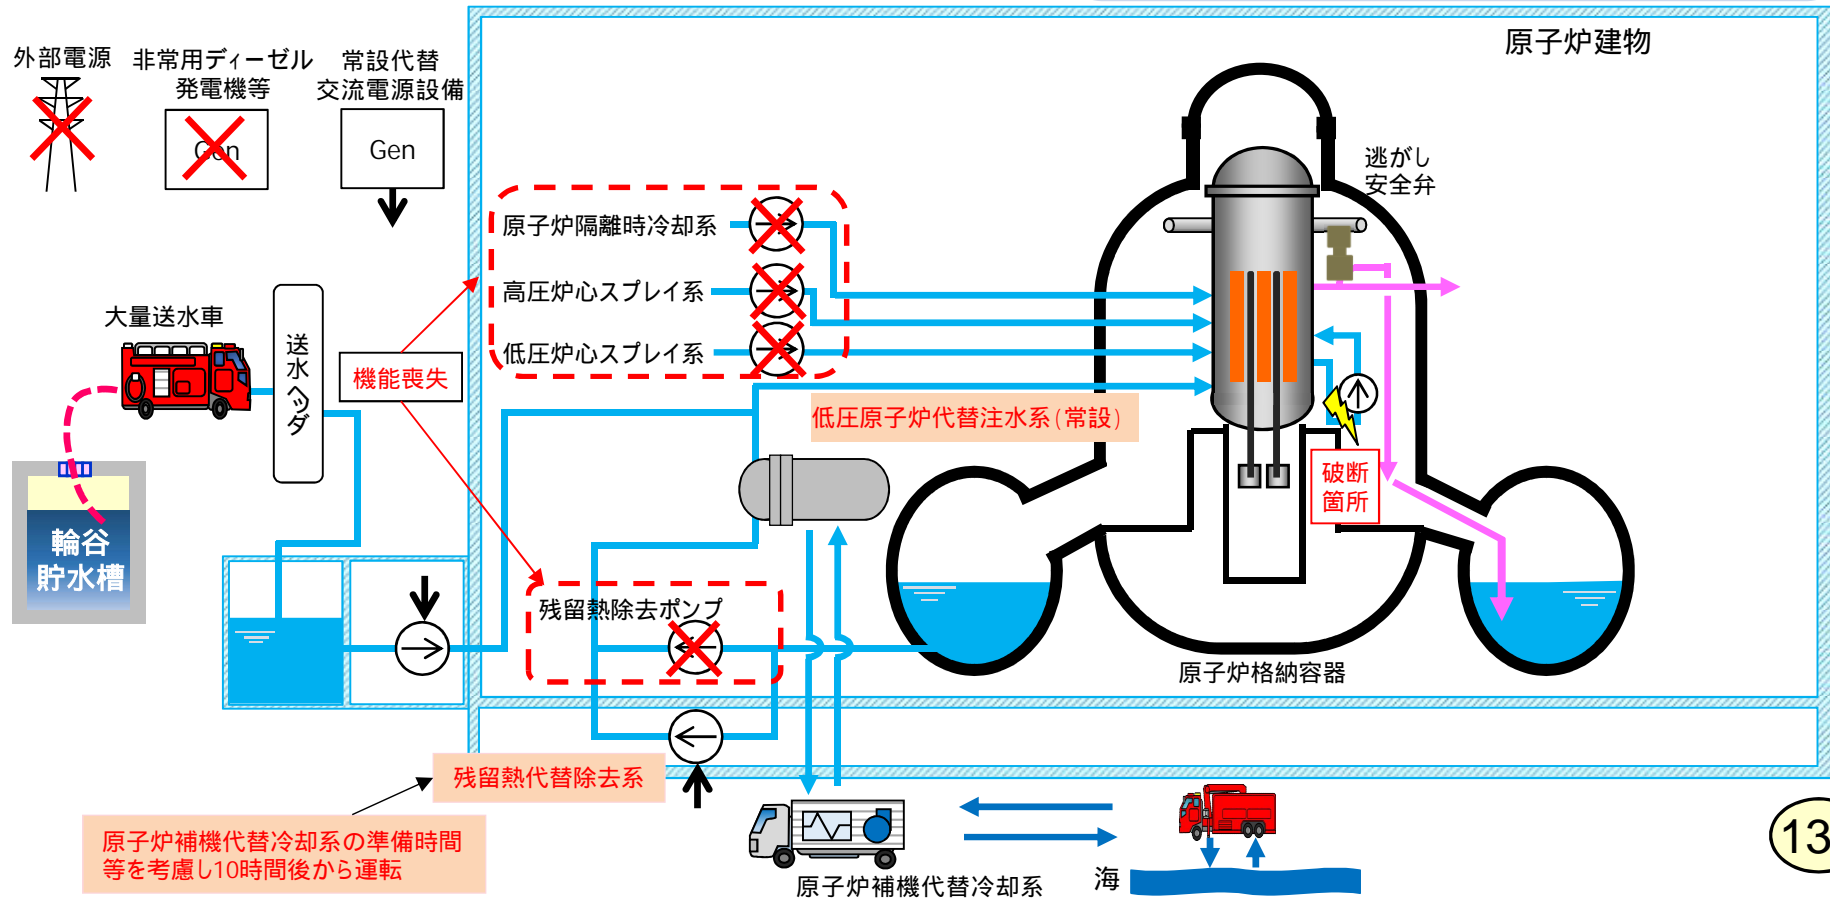 原子炉建物
外部電源
非常用ディーゼル
発電機等
常設代替
交流電源設備
Gen
Gen
逃がし
安全弁
原子炉隔離時冷却系
高圧炉心スプレイ系
低圧炉心スプレイ系
大量送水車
送水ヘッダ
機能喪失
低圧原子炉代替注水系(常設)
破断
箇所
輪谷
貯水槽
残留熱除去ポンプ
原子炉格納容器
残留熱代替除去系
原子炉補機代替冷却系の準備時間
等を考慮し10時間後から運転
原子炉補機代替冷却系
海
13